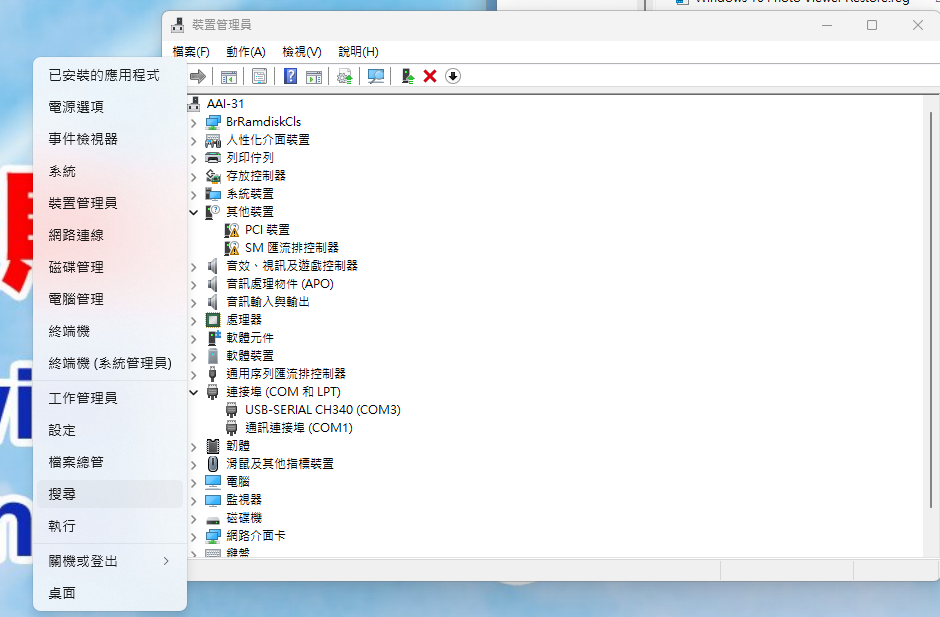 Windows 10 Photo Viewer Restore.reg
裝置管理員
檔案(F) 動作(A) 檢視(V) 說明(H)
已安裝的應用程式
電源選項
事件檢視器
系統
裝置管理員
網路連線
磁碟管理
電腦管理
終端機
終端機 (系統管理員)
工作管理員
設定
檔案總管
搜尋
執行
關機或登出
桌面
AAI-31
BrRamdiskCls
人性化介面裝置
列印佇列
存放控制器
系統裝置
其他裝置
PCI 裝置
SM 匯流排控制器
音效、視訊及遊戲控制器
音訊處理物件 (APO)
音訊輸入與輸出
處理器
軟體元件
軟體裝置
通用序列匯流排控制器
連接埠 (COM 和 LPT)
USB-SERIAL CH340 (COM3)
通訊連接埠 (COM1)
韌體
滑鼠及其他指標裝置
電腦
監視器
磁碟機
網路介面卡
鍵盤